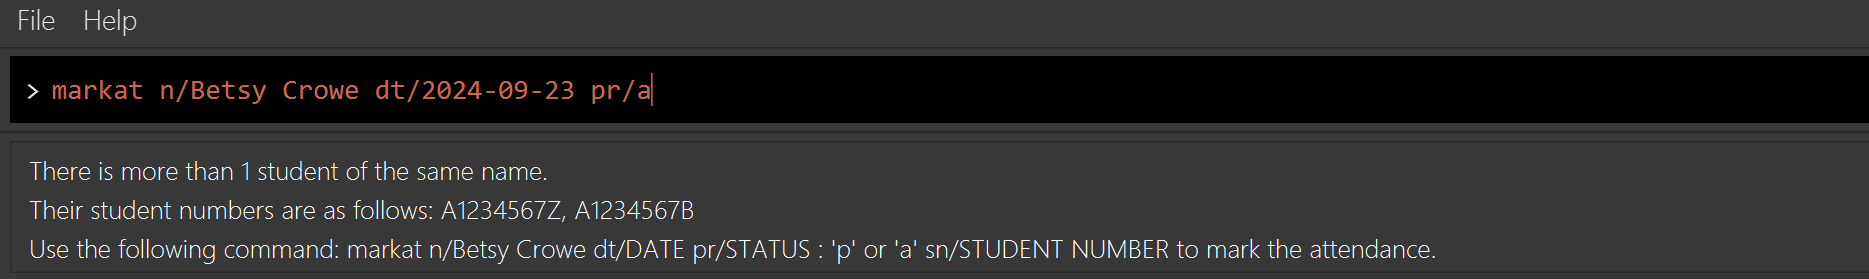 File Help
> markat n/Betsy Crowe dt/2024-09-23 pr/a
There is more than 1 student of the same name.
Their student numbers are as follows: A1234567Z, A1234567B
Use the following command: markat n/Betsy Crowe dt/DATE pr/STATUS : 'p' or 'a' sn/STUDENT NUMBER to mark the attendance.